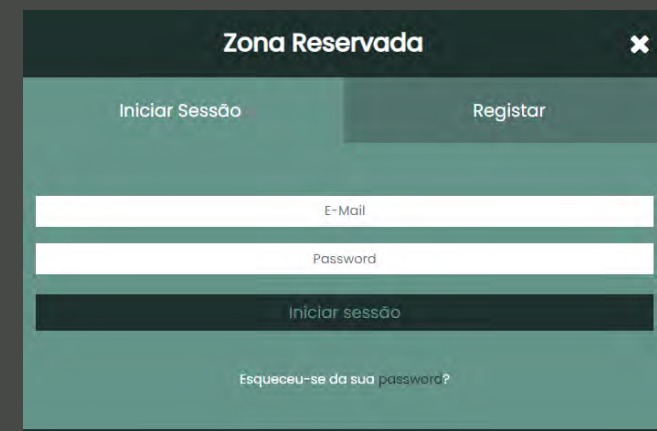 Zona Reservada
Iniciar Sessão
Registar
E-Mail
Password
Iniciar sessão
Esqueceu-se da sua password?